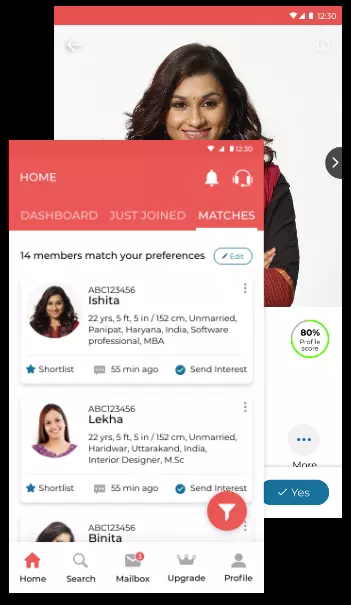 12:30
12:30
HOME
DASHBOARD JUST JOINED MATCHES
14 members match your preferences Edit
ABC123456
Ishita
22 yrs, 5 ft, 5 in / 152 cm, Unmarried,
Panipat, Haryana, India, Software
professional, MBA
Shortlist 55 min ago Send Interest
ABC123456
Lekha
22 yrs, 5 ft, 5 in / 152 cm, Unmarried,
Haridwar, Uttarakand, India,
Interior Designer, M.Sc
Shortlist 55 min ago Send Interest
ABC123456
Binita
3
Home Search Mailbox Upgrade Profile
80%
Profile
score
More
Yes